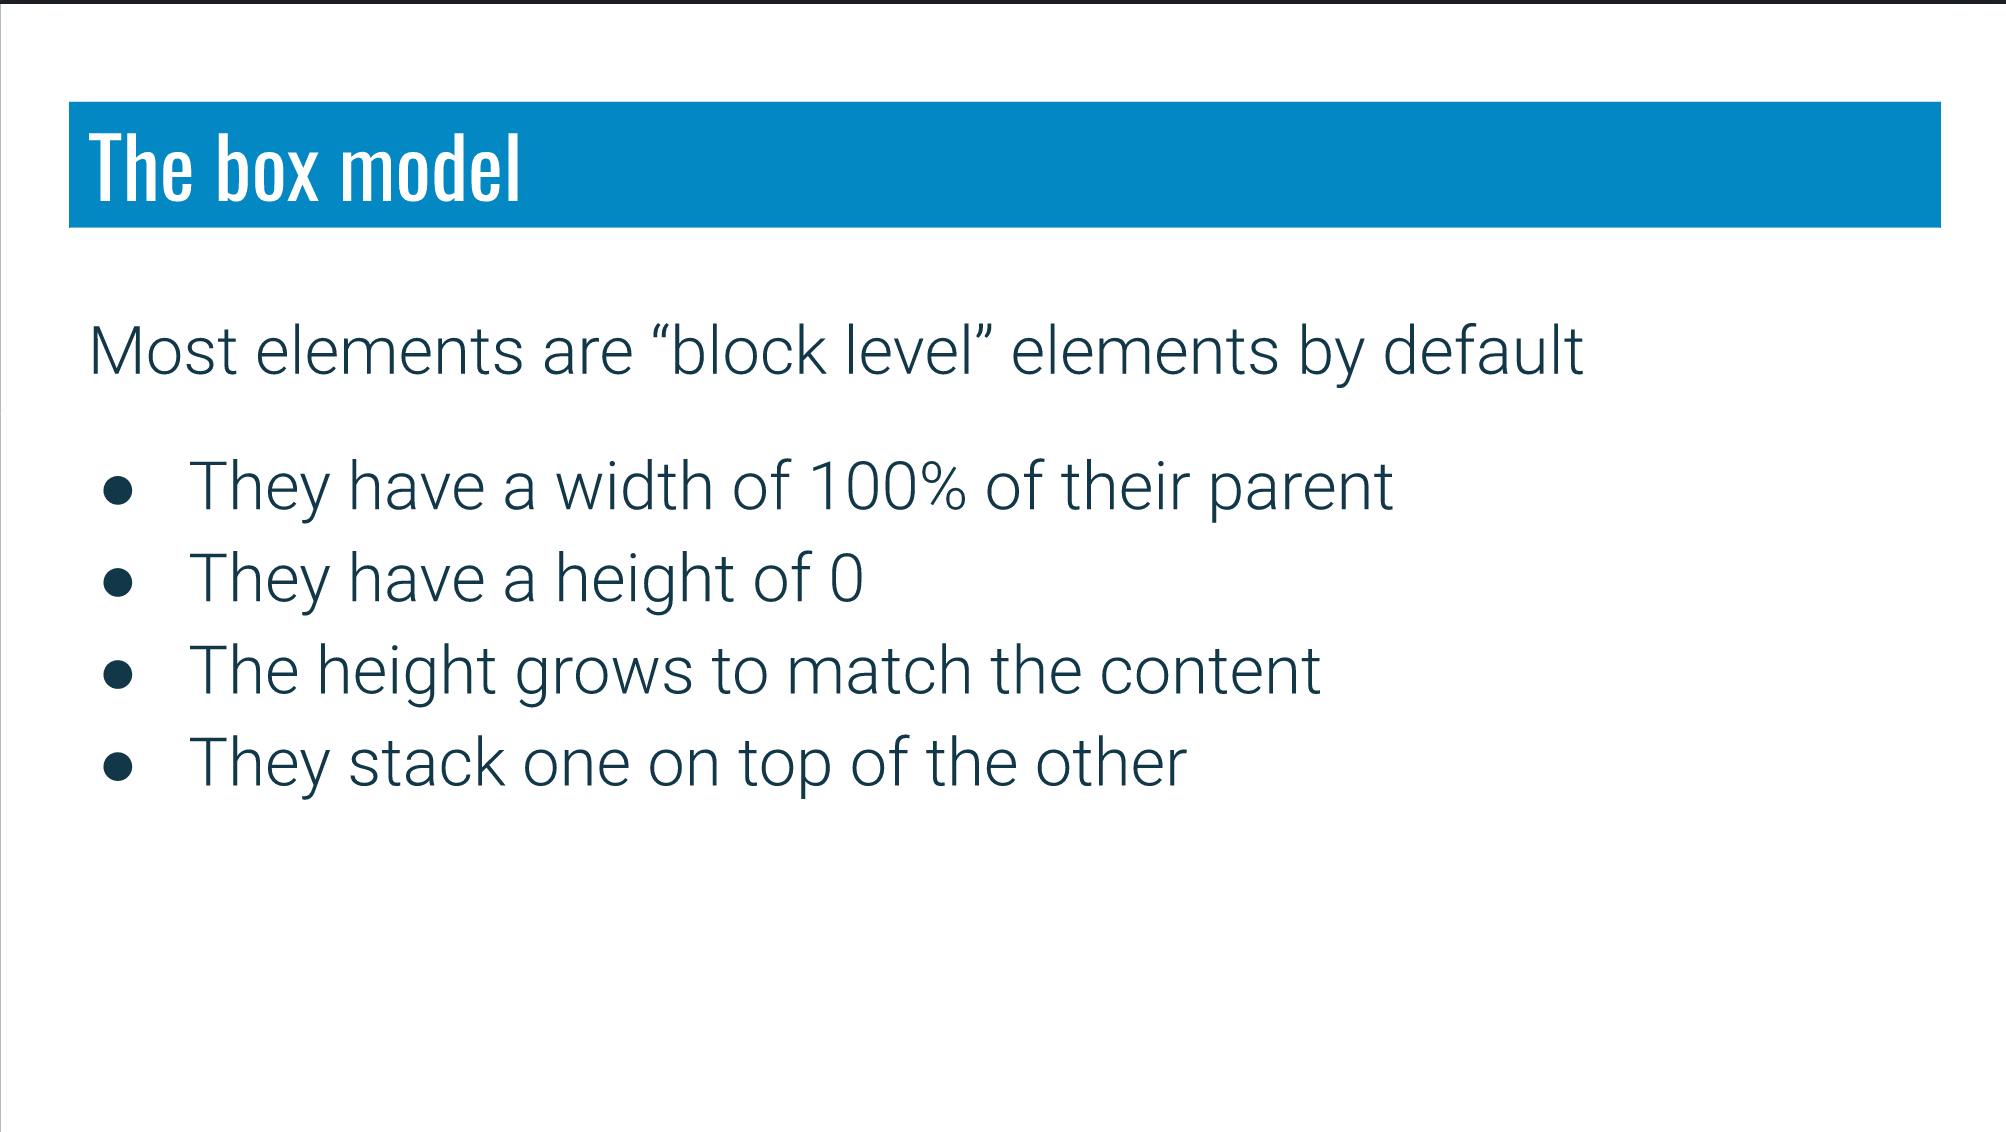 The box model
Most elements are “block level” elements by default
● They have a width of 100% of their parent
● They have a height of 0
● The height grows to match the content
● They stack one on top of the other